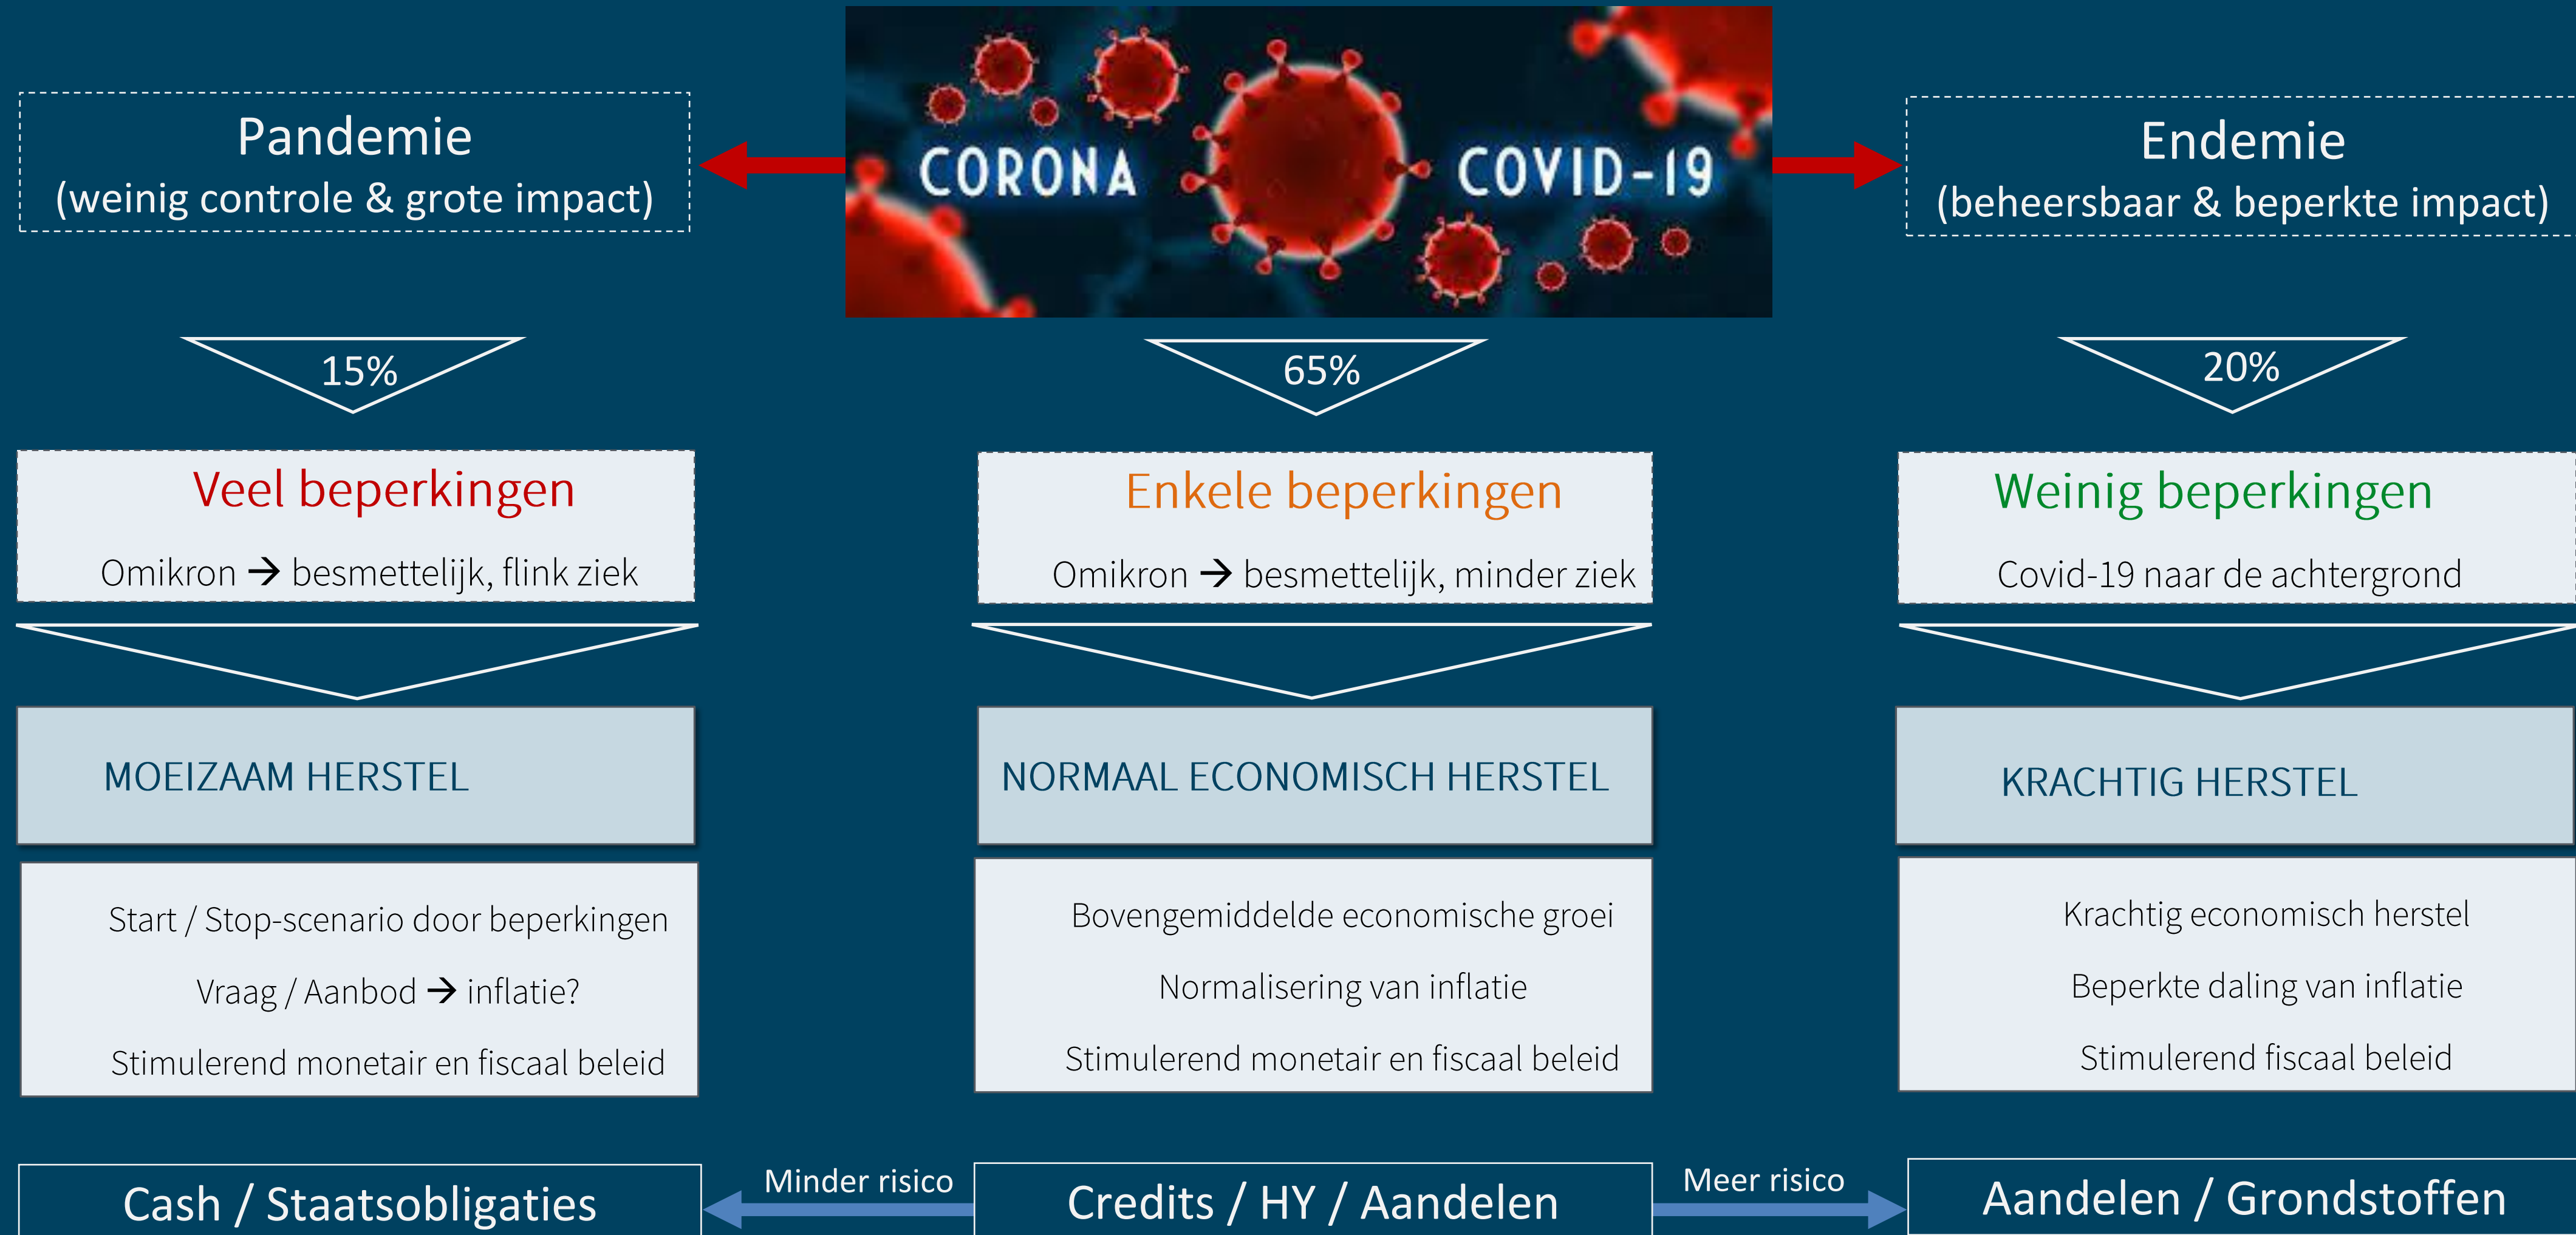 Pandemie
(weinig controle & grote impact)
CORONA
COVID-19
Endemie
(beheersbaar & beperkte impact)
15%
65%
20%
Veel beperkingen
Omikron → besmettelijk, flink ziek
Enkele beperkingen
Omikron → besmettelijk, minder ziek
Weinig beperkingen
Covid-19 naar de achtergrond
MOEIZAAM HERSTEL
NORMAAL ECONOMISCH HERSTEL
KRACHTIG HERSTEL
Start / Stop-scenario door beperkingen
Vraag / Aanbod → inflatie?
Stimulerend monetair en fiscaal beleid
Bovengemiddelde economische groei
Normalisering van inflatie
Stimulerend monetair en fiscaal beleid
Krachtig economisch herstel
Beperkte daling van inflatie
Stimulerend fiscaal beleid
Cash / Staatsobligaties
Minder risico
Credits / HY / Aandelen
Meer risico
Aandelen / Grondstoffen